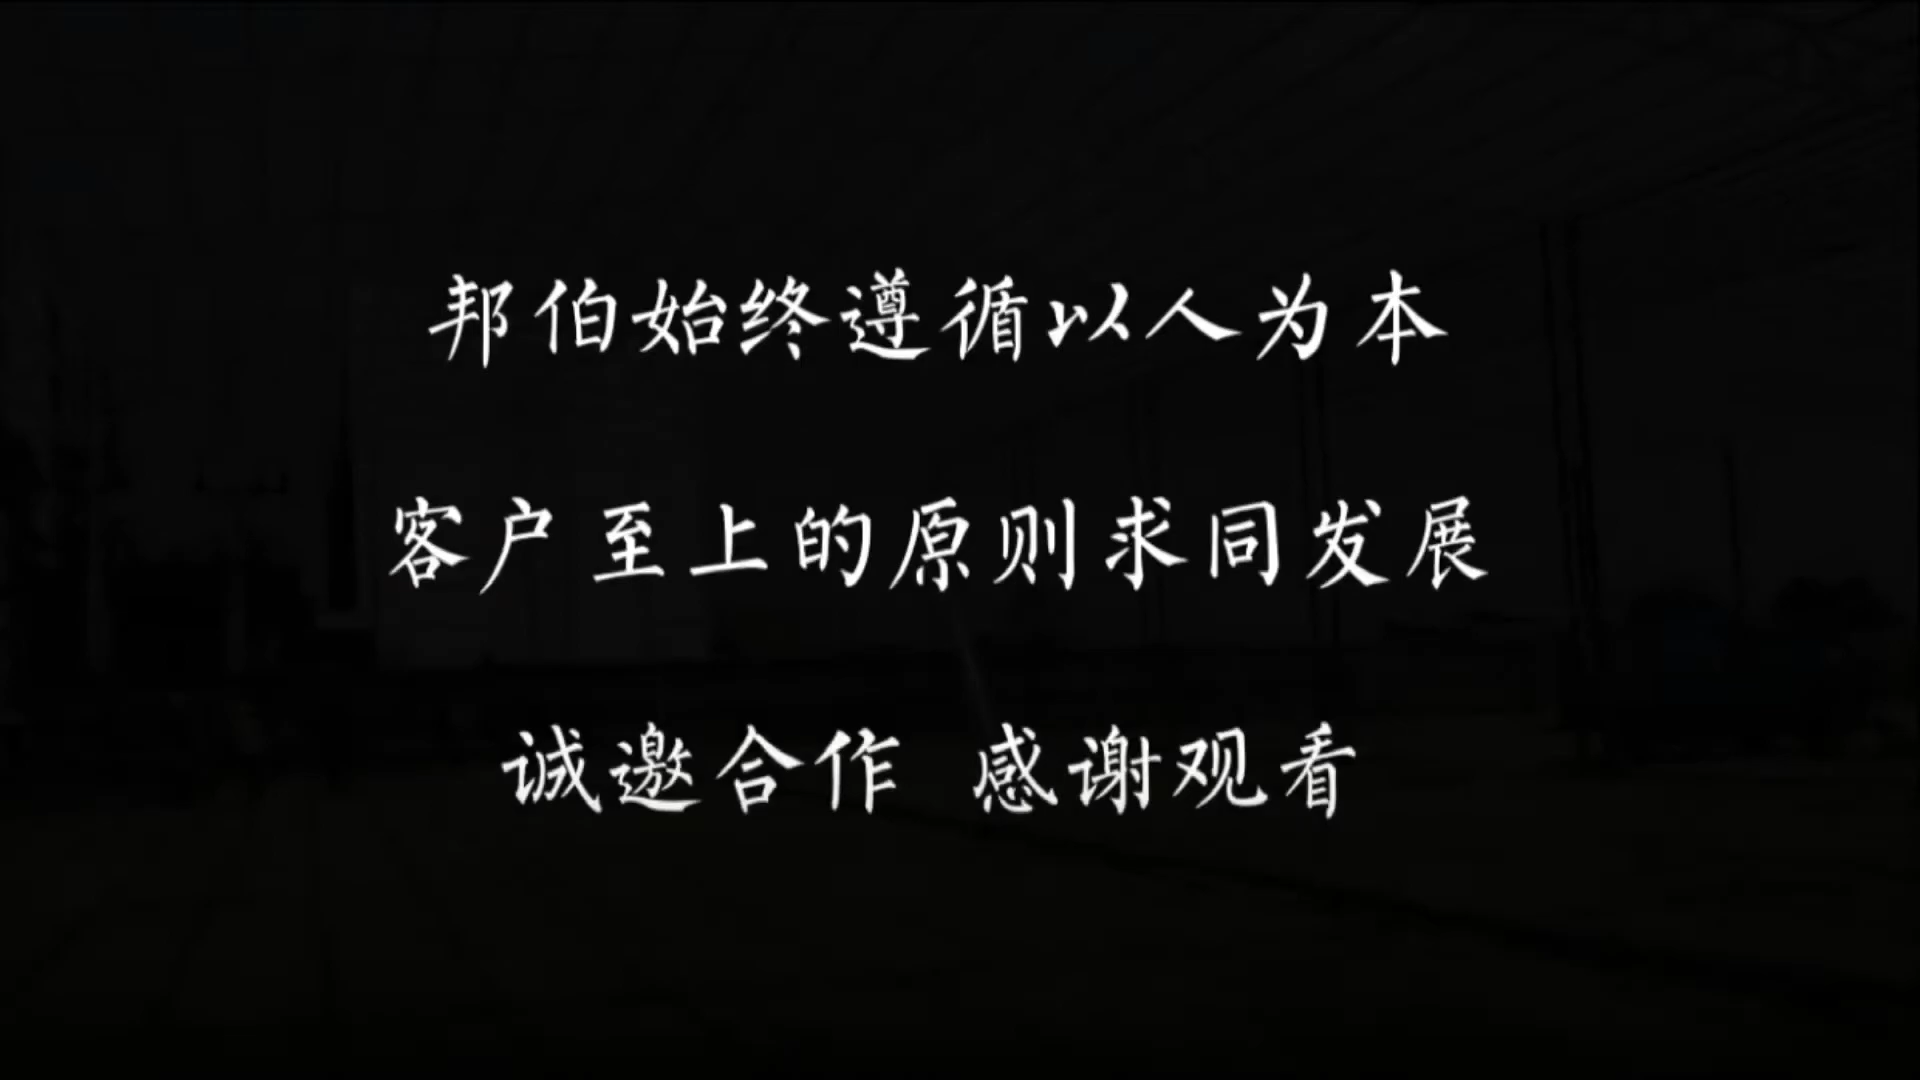 邦伯始终遵循以人为本
客户至上的原则求同发展
诚邀合作 感谢观看